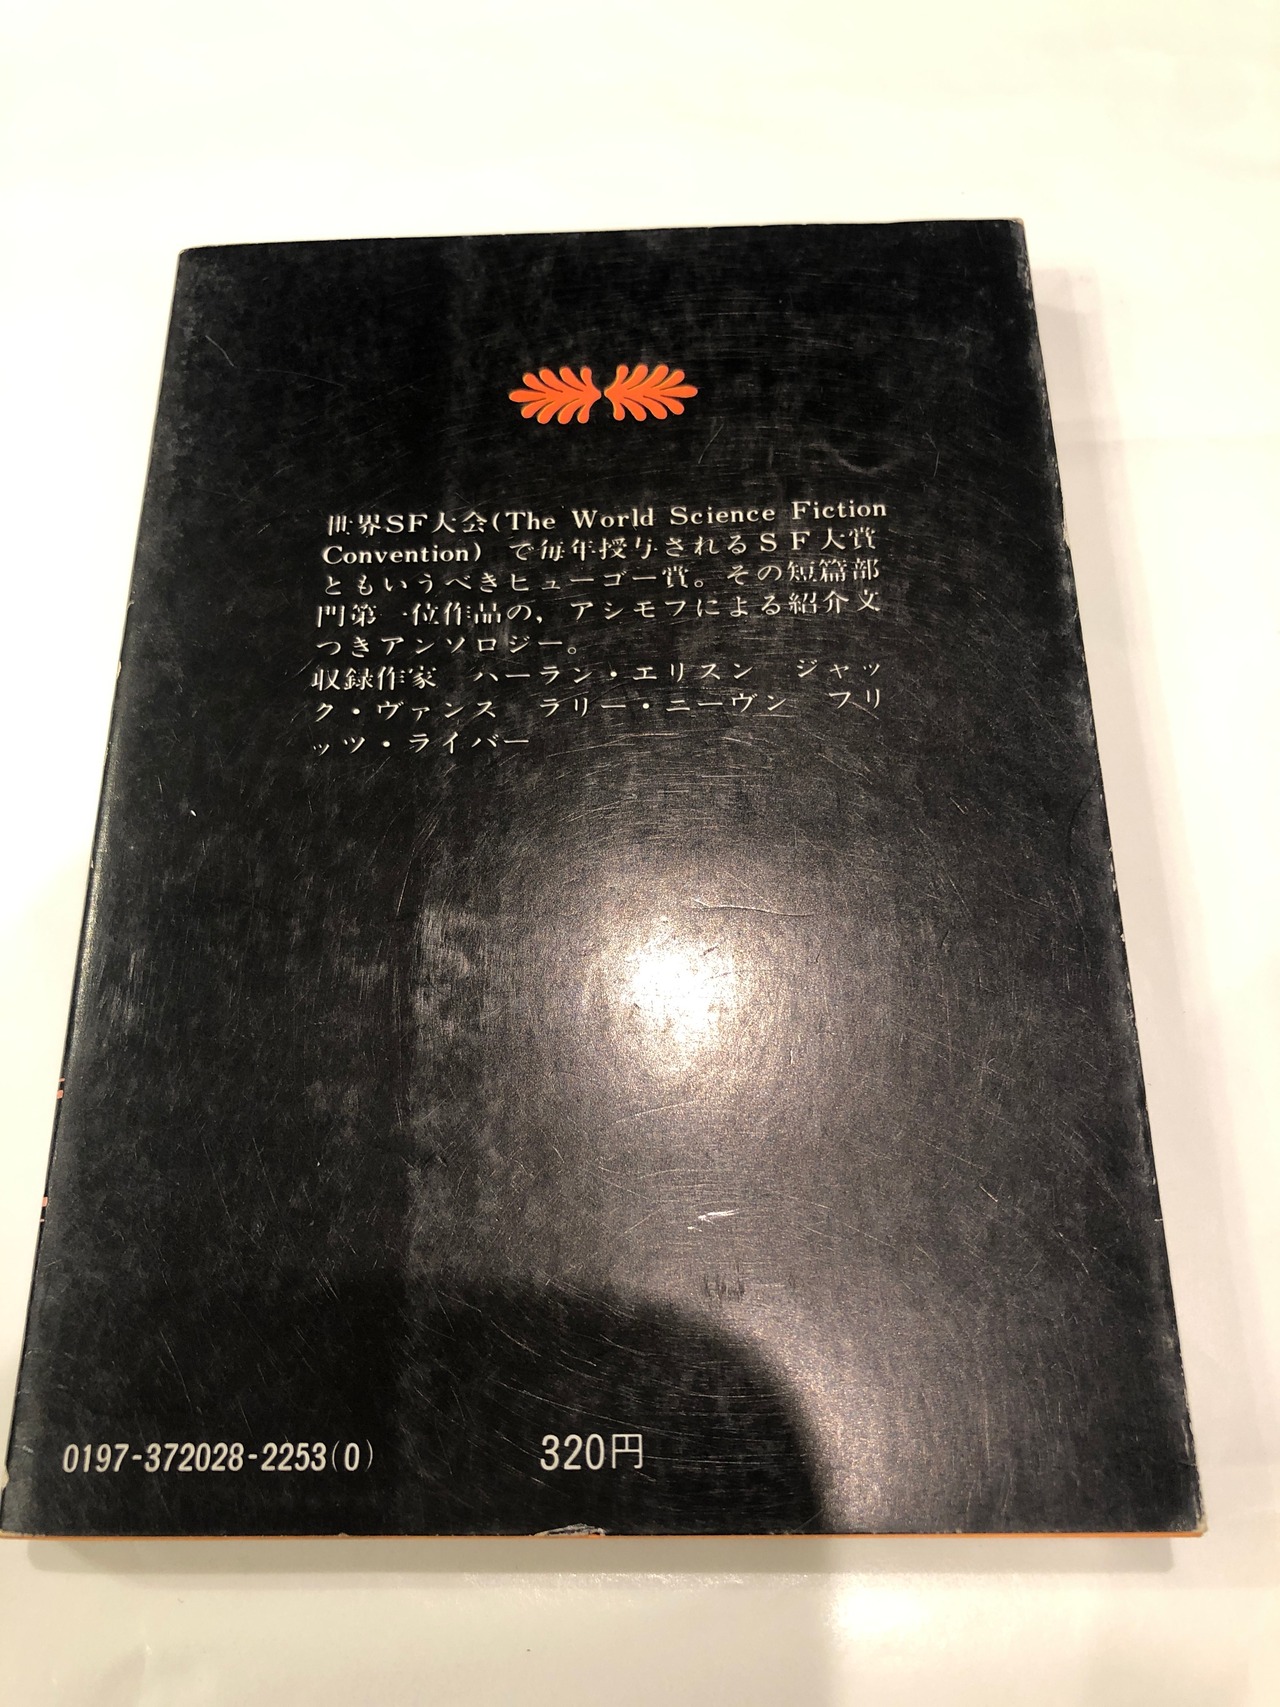 世界SF大会(The World Science Fiction
Convention) で毎年授与されるSF大賞
ともいうべきヒューゴー賞。その短篇部
門第一位作品の,アシモフによる紹介文
つきアンソロジー。
収録作家 ハーラン・エリスン ジャッ
ク・ヴァンス ラリー・ニーヴン フリ
ッツ・ライバー
0197-372028-2253(0)
320円